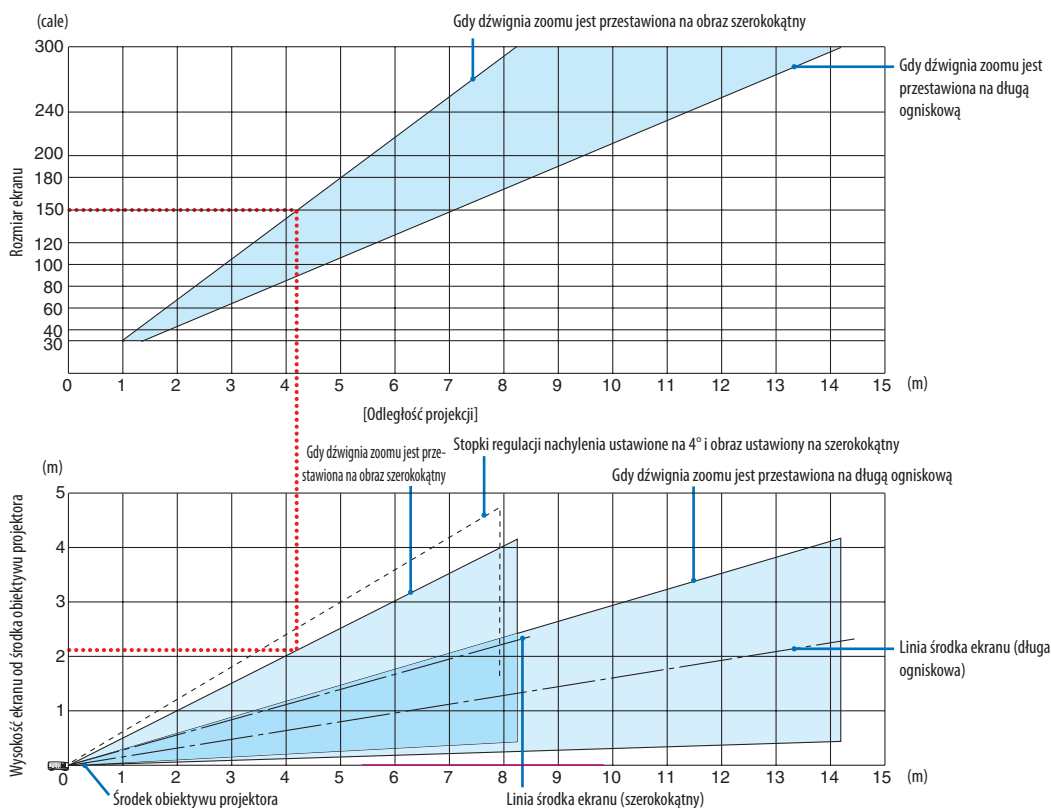 (cale)
Gdy dźwignia zoomu jest przestawiona na obraz szerokokątny
Gdy dźwignia zoomu jest
przestawiona na długą
ogniskową
Rozmiar ekranu
300
240
200
180
150
120
100
80
60
40
30
0 1 2 3 4 5 6 7 8 9 10 11 12 13 14 15 (m)
[Odległość projekcji]
Gdy dźwignia zoomu jest prze-
stawiona na obraz szerokokątny
Stopki regulacji nachylenia ustawione na 4° i obraz ustawiony na szerokokątny
Gdy dźwignia zoomu jest przestawiona na długą ogniskową
(m)
Wysokość ekranu od środka obiektywu projektora
5
4
3
2
1
Linia środka ekranu (długa
ogniskowa)
0 1 2 3 4 5 6 7 8 9 10 11 12 13 14 15 (m)
Środek obiektywu projektora
Linia środka ekranu (szerokokątny)